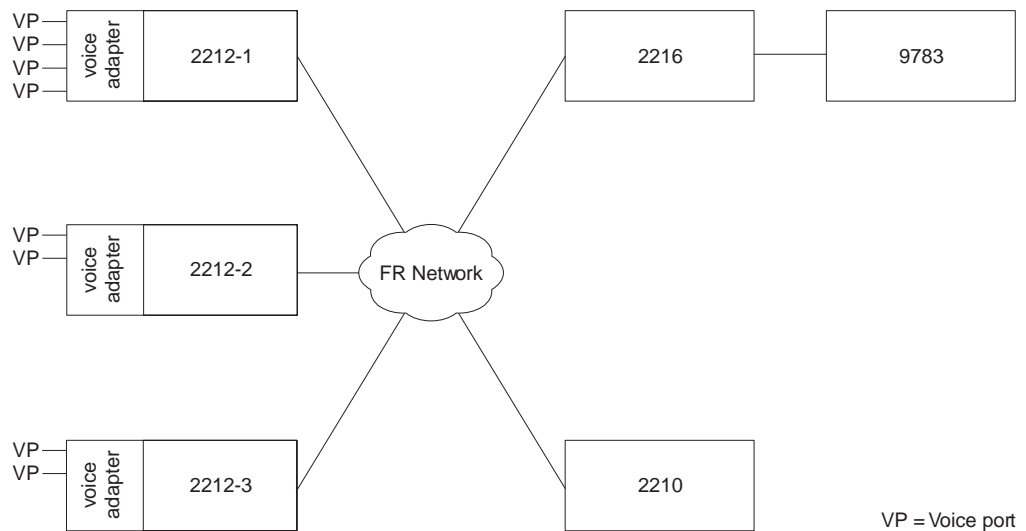 VP
VP
VP
VP
voice
adapter
2212-1
2216
9783
VP
VP
voice
adapter
2212-2
FR Network
VP
VP
voice
adapter
2212-3
2210
VP = Voice port